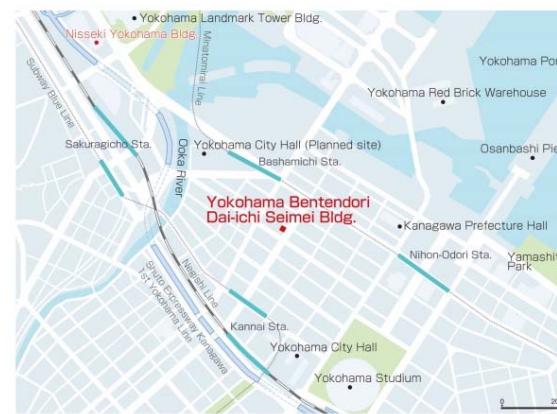 Yokohama Landmark Tower Bldg.
Nisseki Yokohama Bldg.
Minatomirai Line
Subway Blue Line
Yokohama Por
Yokohama Red Brick Warehouse
Sakuragicho Sta.
Ooka River
Yokohama City Hall (Planned site)
Bashamichi Sta.
Osanbashi Pie
Yokohama Bentendori
Dai-ichi Seimei Bldg.
Kanagawa Prefecture Hall
Nihon-Odori Sta.
Yamashit
Park
Negishi Line
Shuto Expressway Kanagawa
1st Yokohama Line
Kannai Sta.
Yokohama City Hall
Yokohama Studium
0
20